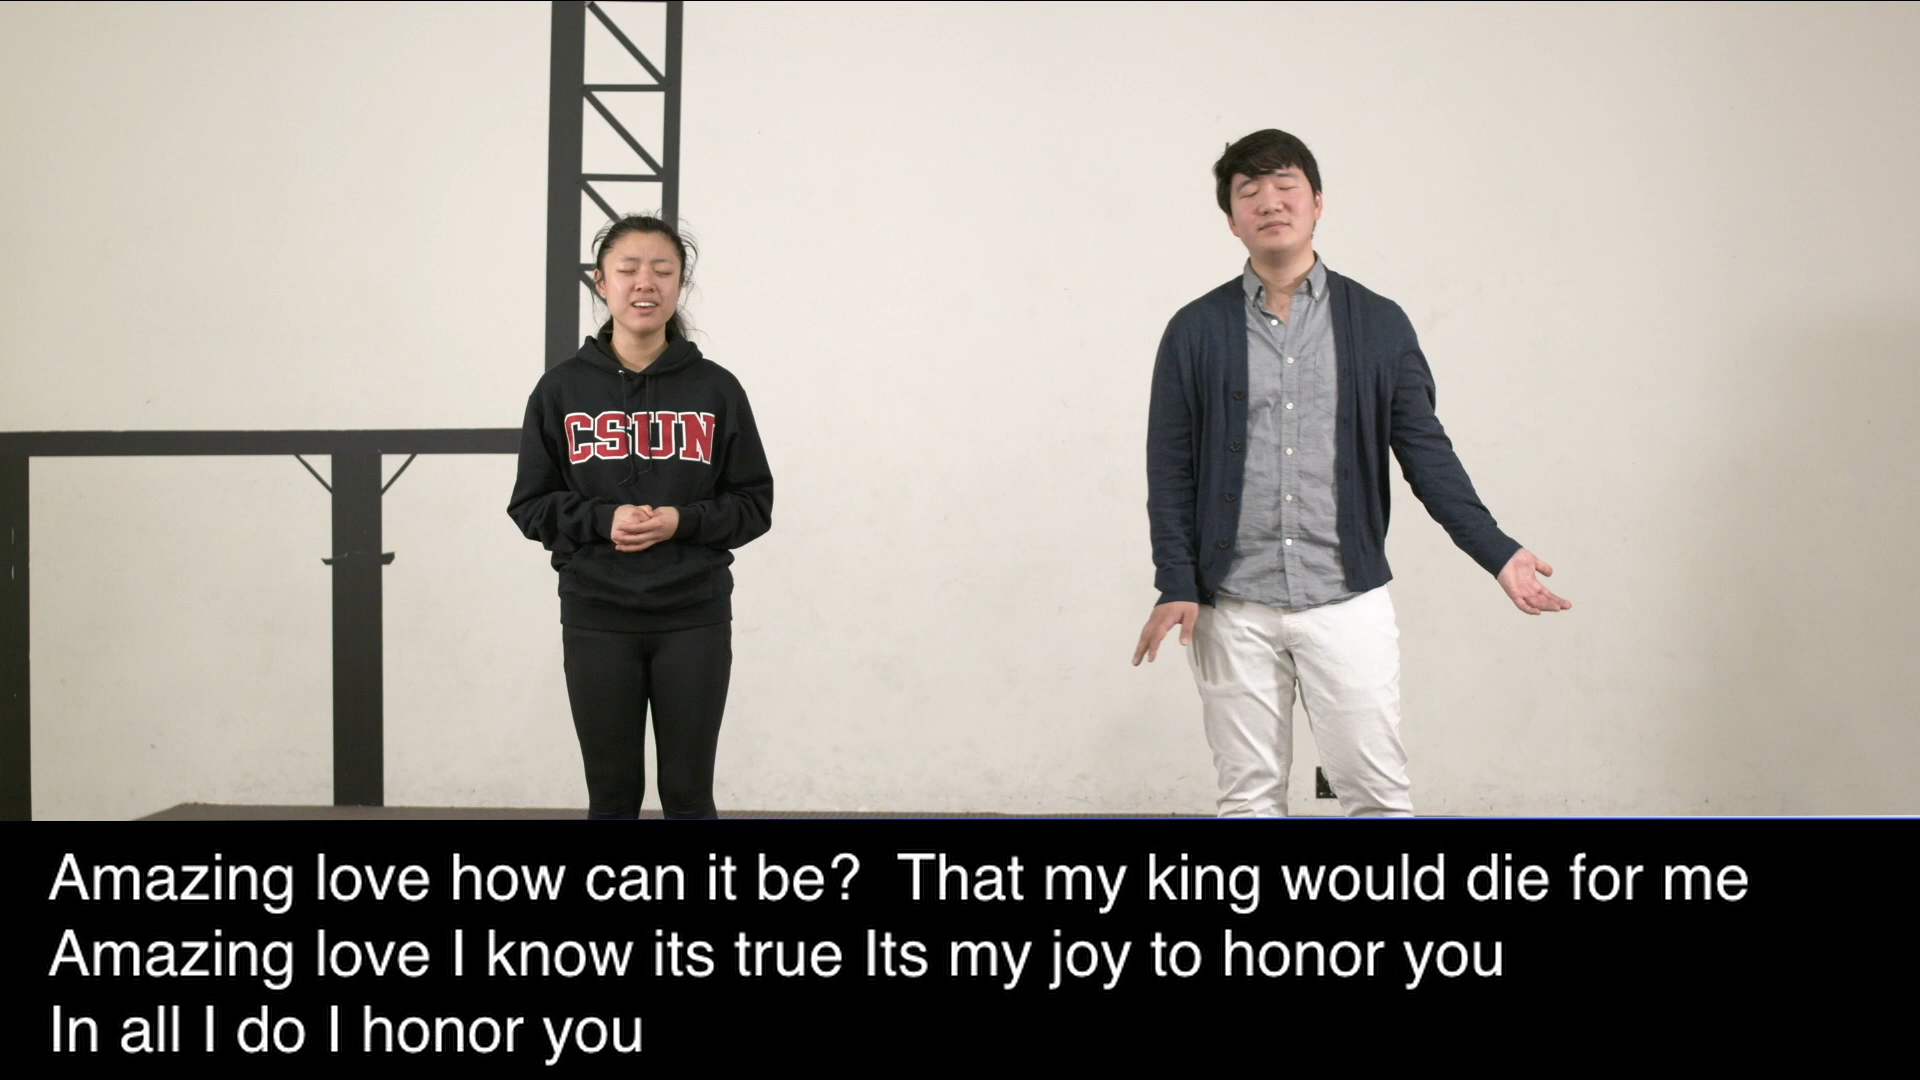 CSUN
Amazing love how can it be?  That my king would die for me
Amazing love I know its true Its my joy to honor you
In all I do I honor you